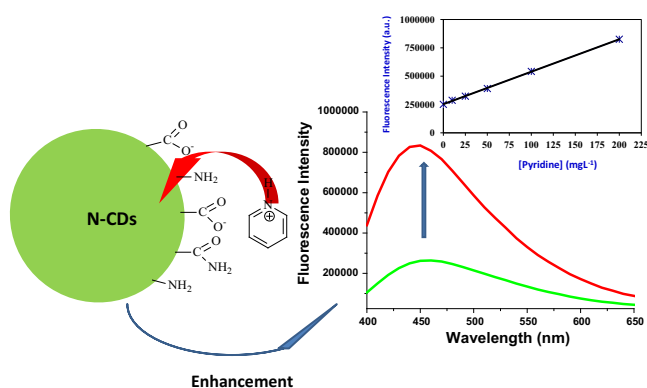 N-CDs
C
O
O-
NH2
C
O
O-
C
O
NH2
NH2
H
N
+
Enhancement
Fluorescence Intensity (a.u.)
1000000
750000
500000
250000
0
0 25 50 75 100 125 150 175 200 225
[Pyridine] (mgL-1)
Fluorescence Intensity
1000000
800000
600000
400000
200000
400 450 500 550 600 650
Wavelength (nm)